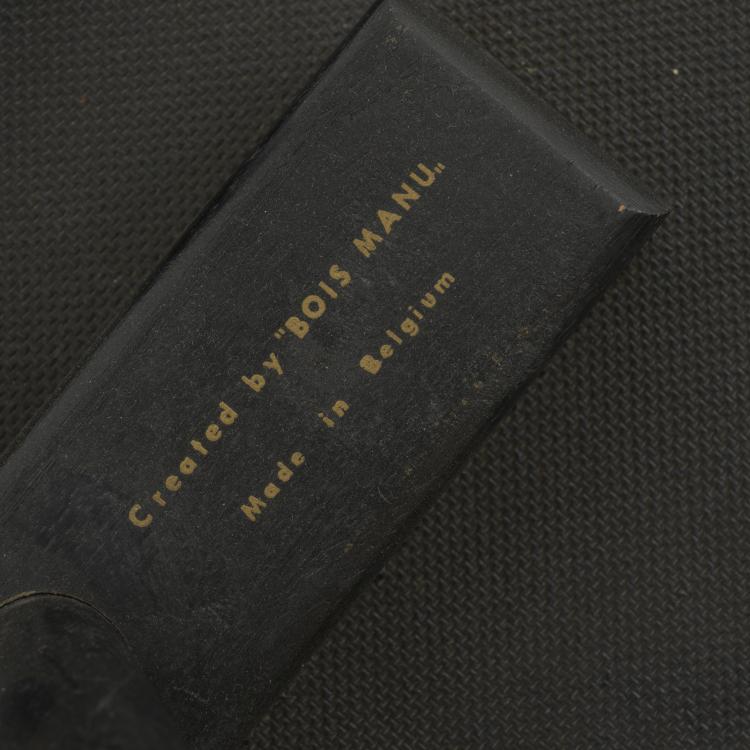 Created by "BOIS MANU„
Made in Belgium